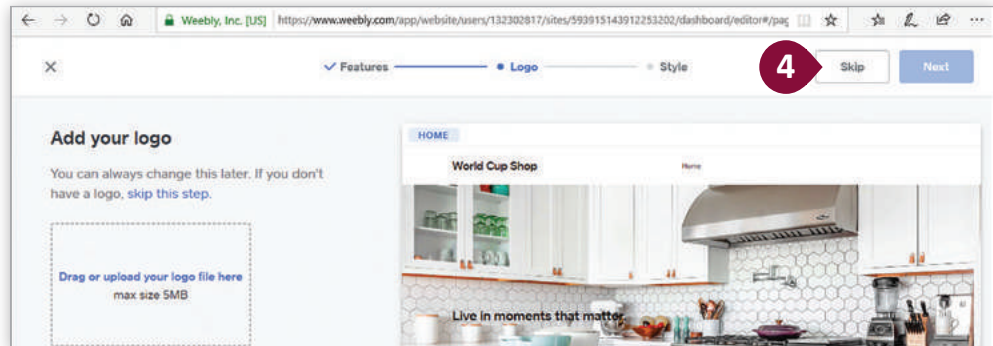 Weebly, Inc. [US] https://www.weebly.com/app/website/users/132302817/sites/593915143912253202/dashboard/editor#/pag
Features Logo Style 4 Skip Next
Add your logo
You can always change this later. If you don't
have a logo, skip this step.
Drag or upload your logo file here
max size 5MB
HOME
World Cup Shop Home
Live in moments that matter.